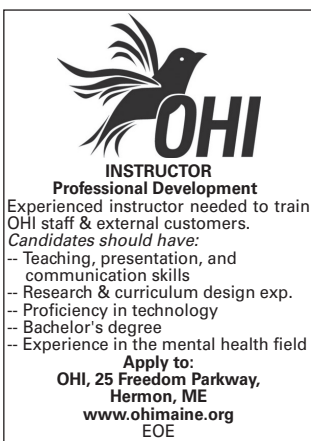 OHI
INSTRUCTOR
Professional Development
Experienced instructor needed to train
OHI staff & external customers.
Candidates should have:
-- Teaching, presentation, and
communication skills
-- Research & curriculum design exp.
-- Proficiency in technology
-- Bachelor's degree
-- Experience in the mental health field
Apply to:
OHI, 25 Freedom Parkway,
Hermon, ME
www.ohimaine.org
EOE